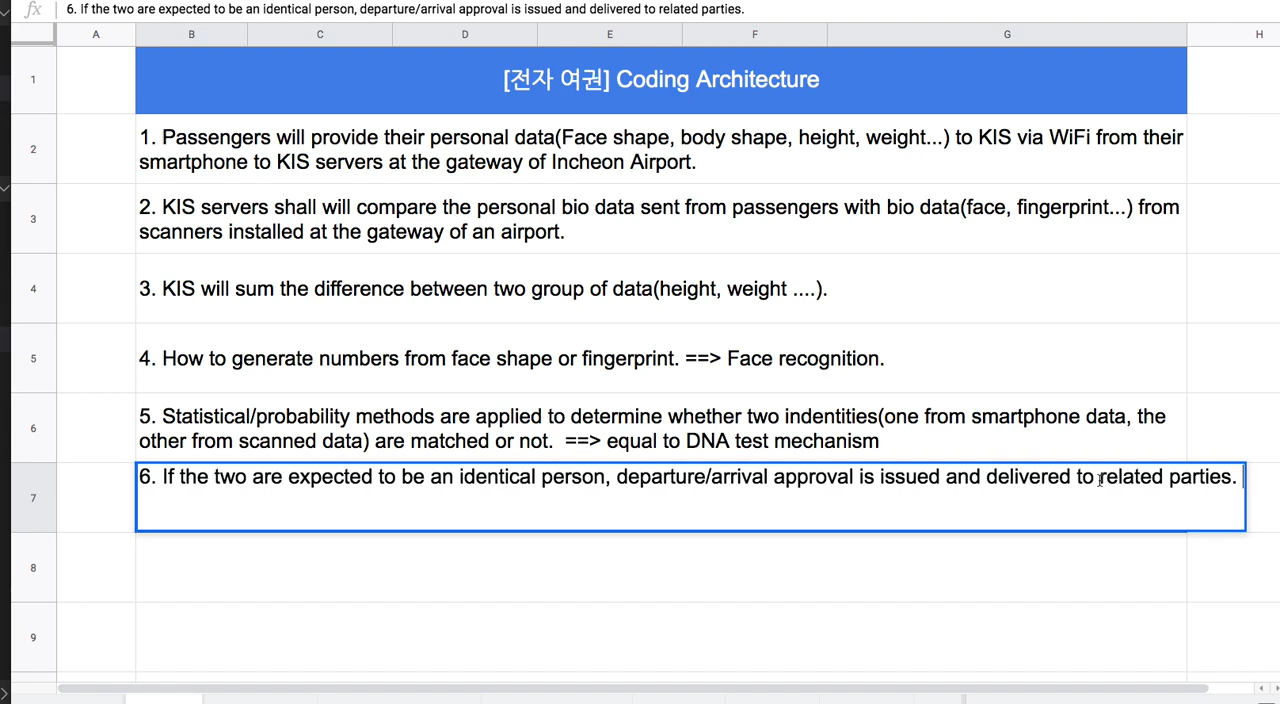 fx 6. If the two are expected to be an identical person, departure/arrival approval is issued and delivered to related parties.
A B C D E F G H
1 [전자 여권] Coding Architecture
2 1. Passengers will provide their personal data(Face shape, body shape, height, weight...) to KIS via WiFi from their
smartphone to KIS servers at the gateway of Incheon Airport.
3 2. KIS servers shall will compare the personal bio data sent from passengers with bio data(face, fingerprint...) from
scanners installed at the gateway of an airport.
4 3. KIS will sum the difference between two group of data(height, weight ....).
5 4. How to generate numbers from face shape or fingerprint. ==> Face recognition.
6 5. Statistical/probability methods are applied to determine whether two indentities(one from smartphone data, the
other from scanned data) are matched or not.  ==> equal to DNA test mechanism
7 6. If the two are expected to be an identical person, departure/arrival approval is issued and delivered to related parties.
8
9